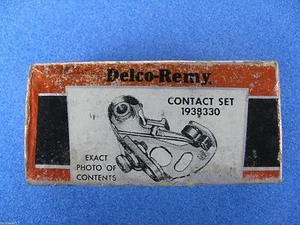 Delco-Remy
CONTACT SET
1938330
EXACT
PHOTO OF
CONTENTS